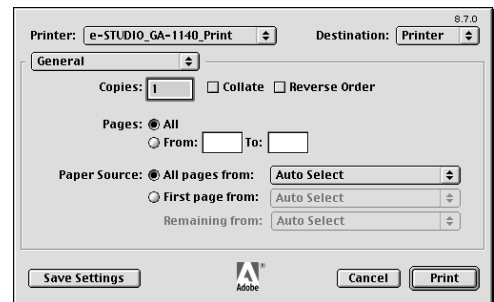 8.7.0
Printer: e-STUDIO_GA-1140_Print Destination: Printer
General
Copies: 1 Collate Reverse Order
Pages: All
From: To:
Paper Source: All pages from: Auto Select
First page from: Auto Select
Remaining from: Auto Select
Save Settings Adobe® Cancel Print